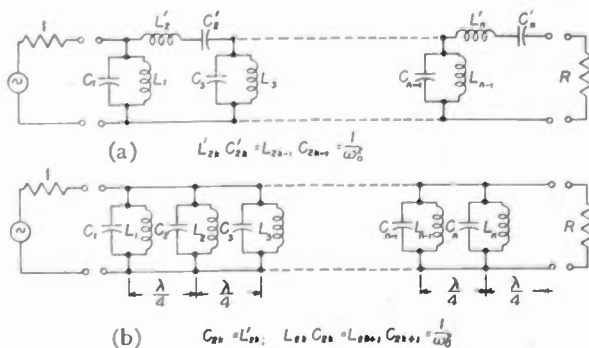 1 L'₂ C'₂ L'ₙ C'ₙ
C₁ L₁ C₃ L₃ Cₙ₋₁ Lₙ₋₁ R
(a) L'₂ₖ C'₂ₖ = L₂ₖ₋₁ C₂ₖ₋₁ = 1/ω₀²
1
C₁ L₁ C₂ L₂ C₃ L₃ Cₙ₋₁ Lₙ₋₁ Cₙ Lₙ R
λ/4 λ/4 λ/4 λ/4
(b) C₂ₖ = L'₂ₖ; L₂ₖ C₂ₖ = L₂ₖ₊₁ C₂ₖ₊₁ = 1/ω₀²